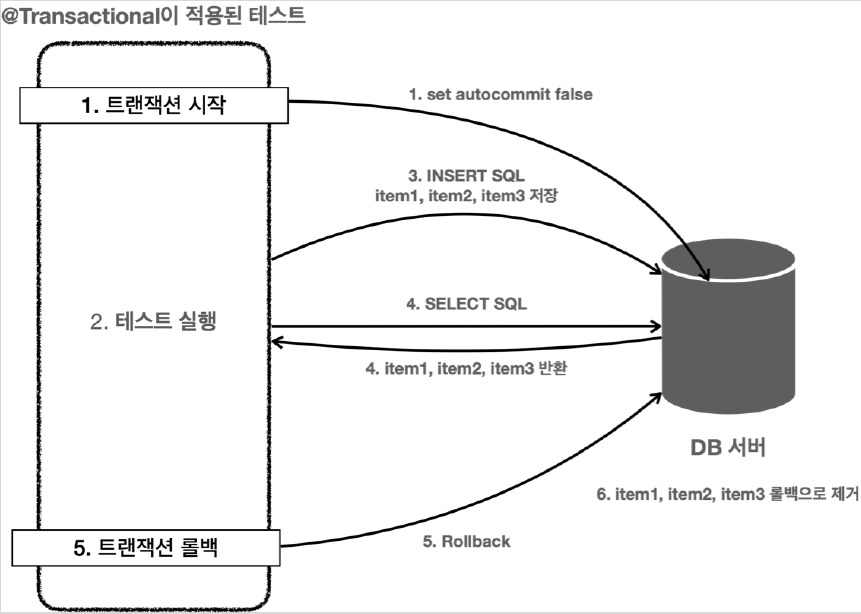 @Transactional이 적용된 테스트
1. 트랜잭션 시작
1. set autocommit false
3. INSERT SQL
item1, item2, item3 저장
2. 테스트 실행
4. SELECT SQL
4. item1, item2, item3 반환
DB 서버
6. item1, item2, item3 롤백으로 제거
5. 트랜잭션 롤백
5. Rollback